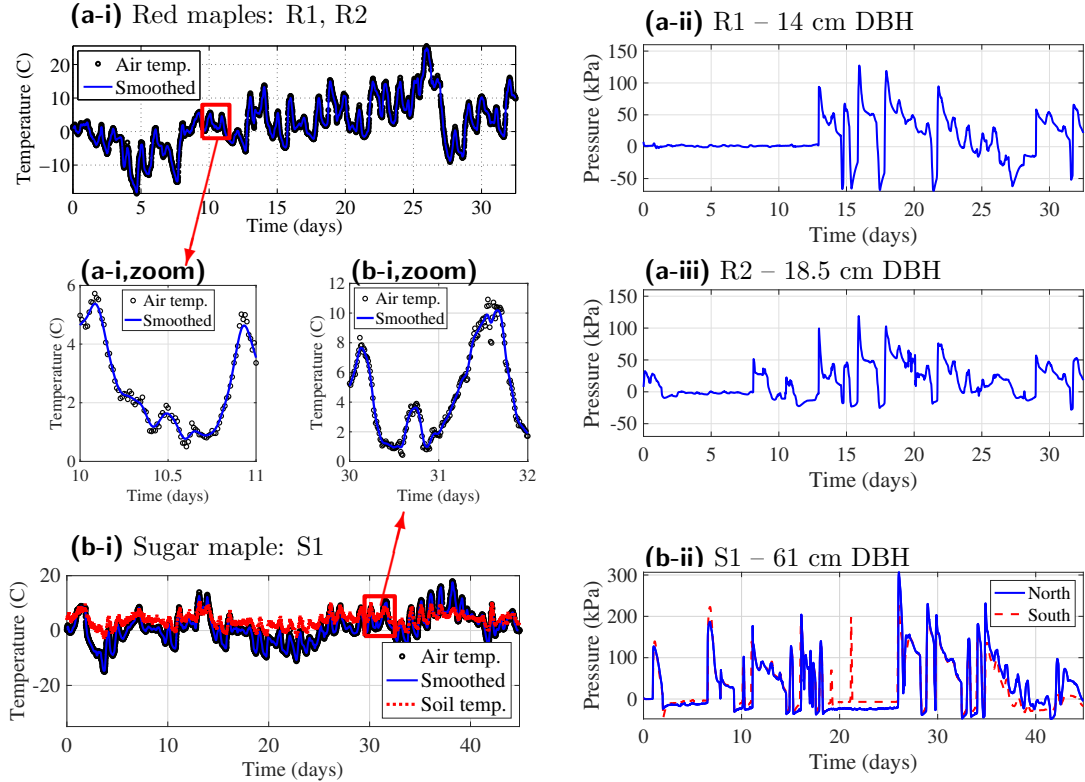 (a-i) Red maples: R1, R2
Temperature (C)
20
10
0
−10
Air temp.
Smoothed
0 5 10 15 20 25 30
Time (days)
(a-ii) R1 – 14 cm DBH
Pressure (kPa)
150
100
50
0
-50
0 5 10 15 20 25 30
Time (days)
(a-i,zoom)
Temperature (C)
6
4
2
0
Air temp.
Smoothed
10 10.5 11
Time (days)
(b-i,zoom)
Temperature (C)
12
10
8
6
4
2
0
Air temp.
Smoothed
30 31 32
Time (days)
(a-iii) R2 – 18.5 cm DBH
Pressure (kPa)
150
100
50
0
-50
0 5 10 15 20 25 30
Time (days)
(b-i) Sugar maple: S1
Temperature (C)
20
0
-20
Air temp.
Smoothed
Soil temp.
0 10 20 30 40
Time (days)
(b-ii) S1 – 61 cm DBH
Pressure (kPa)
300
200
100
0
North
South
0 10 20 30 40
Time (days)